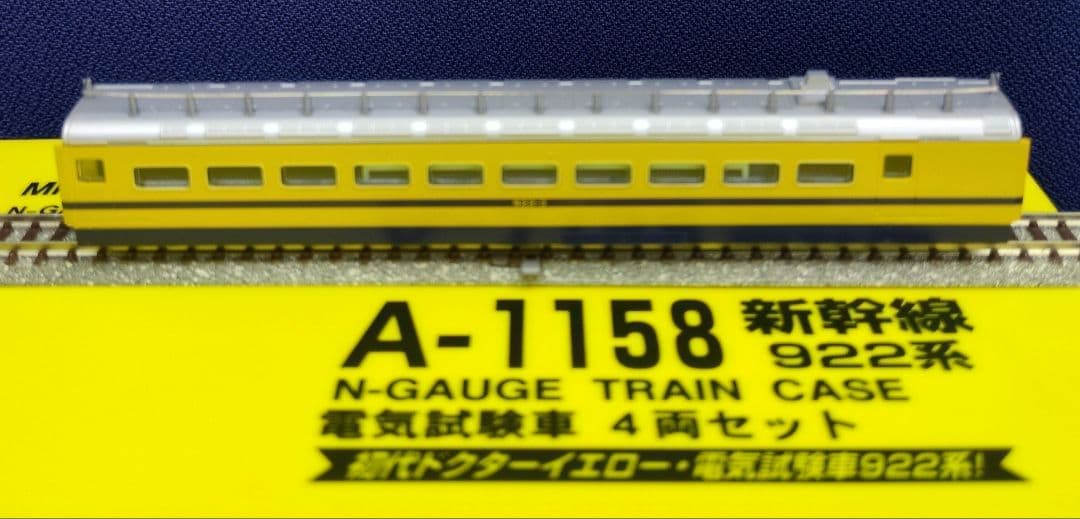 A-1158 新幹線
922系
N-GAUGE TRAIN CASE
電気試験車 4両セット
初代ドクターイエロー・電気試験車922系!